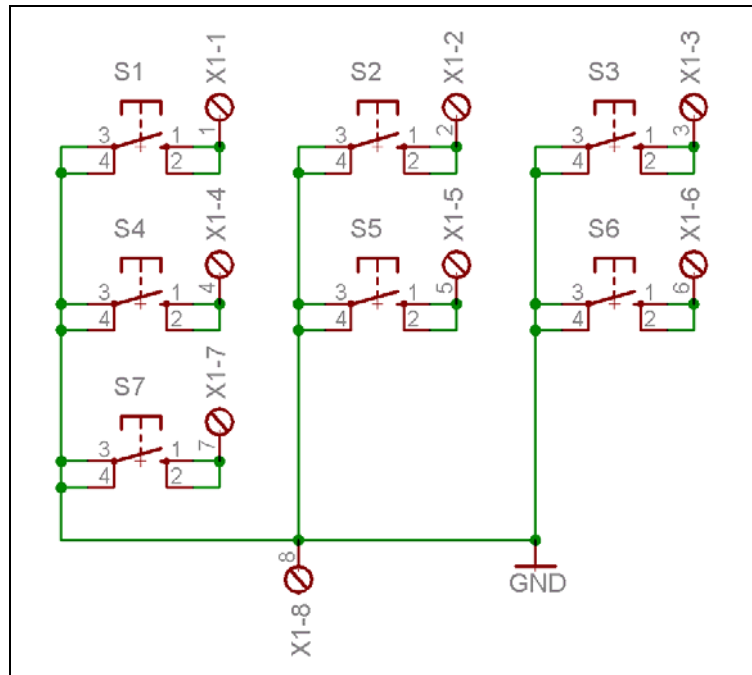 S1 X1-1 S2 X1-2 S3 X1-3
3 1 1 3 1 2 3 1 3
4 2 4 2 4 2
S4 X1-4 S5 X1-5 S6 X1-6
3 1 4 3 1 5 3 1 6
4 2 4 2 4 2
S7 X1-7
3 1 7
4 2
8
X1-8 GND